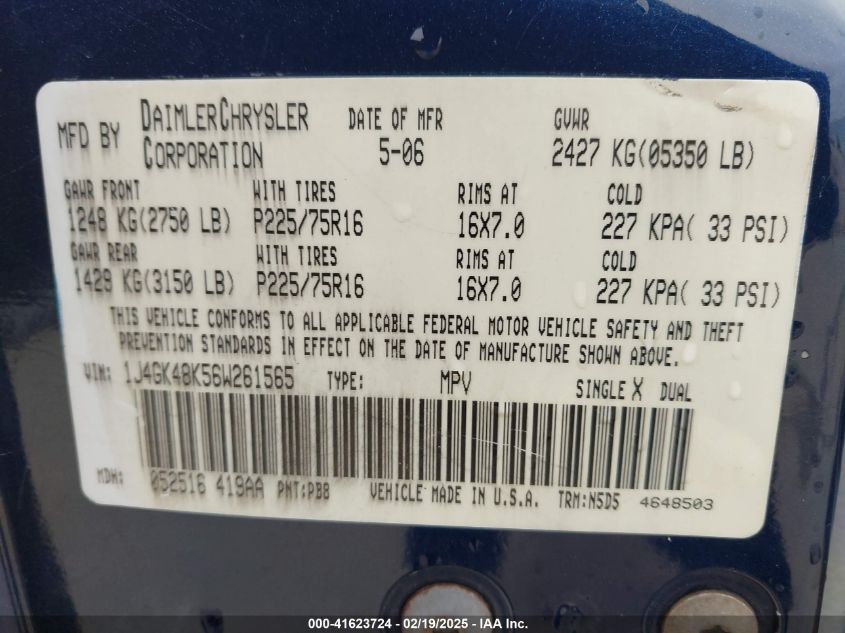 MFD BY DAIMLERCHRYSLER CORPORATION DATE OF MFR 5-06 GVWR 2427 KG(05350 LB)
GAWR FRONT WITH TIRES RIMS AT COLD
1248 KG(2750 LB) P225/75R16 16X7.0 227 KPA( 33 PSI)
GAWR REAR WITH TIRES RIMS AT COLD
1429 KG(3150 LB) P225/75R16 16X7.0 227 KPA( 33 PSI)
THIS VEHICLE CONFORMS TO ALL APPLICABLE FEDERAL MOTOR VEHICLE SAFETY AND THEFT
PREVENTION STANDARDS IN EFFECT ON THE DATE OF MANUFACTURE SHOWN ABOVE.
VIN: 1J4GK48K56W261565 TYPE: MPV SINGLE X DUAL
MDH: 052516 419AA PNT:PB8 VEHICLE MADE IN U.S.A. TRM:N5D5 4648503
000-41623724 - 02/19/2025 - IAA Inc.